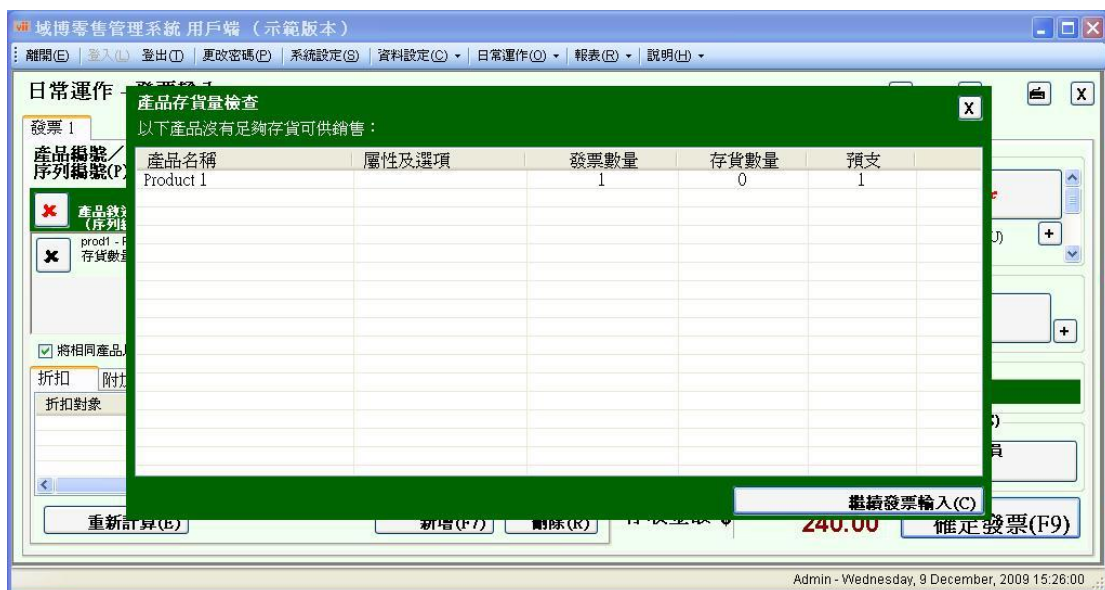 域博零售管理系統 用戶端 （示範版本）
離開(E) 登入(L) 登出(T) 更改密碼(P) 系統設定(S) 資料設定(C) 日常運作(O) 報表(R) 說明(H)
日常運作 -
X
產品存貨量檢查
X
以下產品沒有足夠存貨可供銷售：
發票 1
產品編號／
序列編號(P)
產品名稱 屬性及選項 發票數量 存貨數量 預支
Product 1 1 0 1
prod1 -
存貨數量
將相同產品
折扣 附加
折扣對象
員
繼續發票輸入(C)
重新計算(E) 新增(F7) 刪除(R) 240.00 確定發票(F9)
Admin - Wednesday, 9 December, 2009 15:26:00